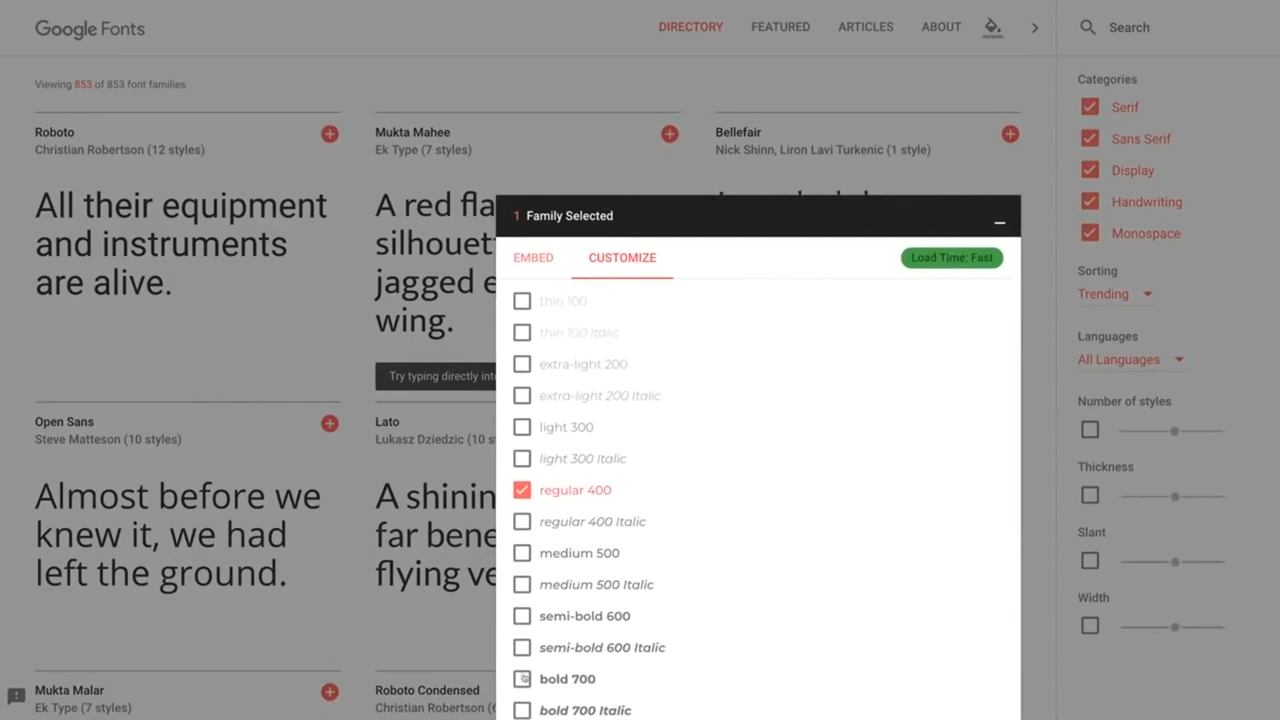 Google Fonts
DIRECTORY
FEATURED
ARTICLES
ABOUT
Search
Viewing 853 of 853 font families
Roboto
Christian Robertson (12 styles)
All their equipment
and instruments
are alive.
Mukta Mahee
Ek Type (7 styles)
A red fla
silhouet
jagged e
wing.
Try typing directly int
Bellefair
Nick Shinn, Liron Lavi Turkenic (1 style)
Open Sans
Steve Matteson (10 styles)
Almost before we
knew it, we had
left the ground.
Lato
Lukasz Dziedzic (10 s
A shinin
far bene
flying ve
Mukta Malar
Ek Type (7 styles)
Roboto Condensed
Christian Robertson (6
1 Family Selected
EMBED
CUSTOMIZE
Load Time: Fast
thin 100
thin 100 Italic
extra-light 200
extra-light 200 Italic
light 300
light 300 Italic
regular 400
regular 400 Italic
medium 500
medium 500 Italic
semi-bold 600
semi-bold 600 Italic
bold 700
bold 700 Italic
Categories
Serif
Sans Serif
Display
Handwriting
Monospace
Sorting
Trending
Languages
All Languages
Number of styles
Thickness
Slant
Width